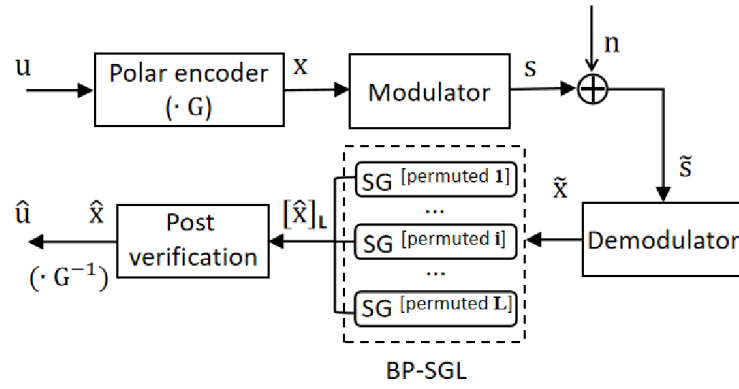 u
Polar encoder
(· G)
x
Modulator
s
n
s̃
x̃
Demodulator
SG [permuted 1]
...
SG [permuted i]
...
SG [permuted L]
BP-SGL
[x̂]L
Post
verification
x̂
û
(· G⁻¹)